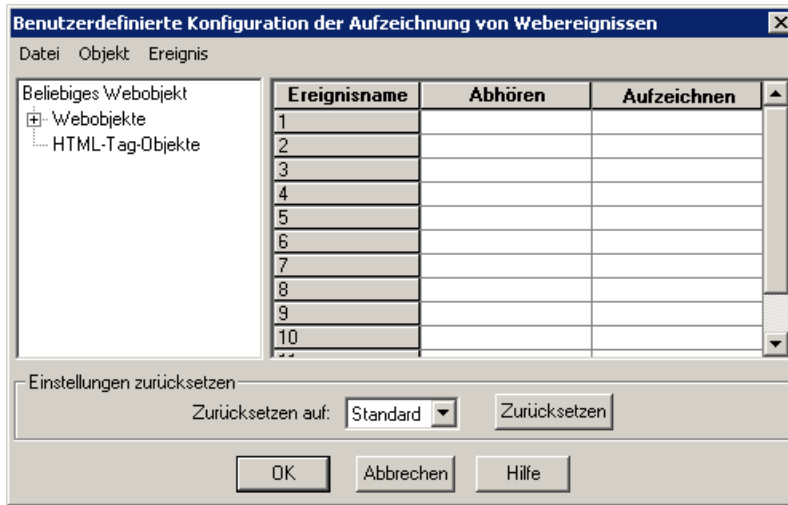 Benutzerdefinierte Konfiguration der Aufzeichnung von Webereignissen
Datei Objekt Ereignis
Beliebiges Webobjekt
Webobjekte
HTML-Tag-Objekte
Ereignisname Abhören Aufzeichnen
1
2
3
4
5
6
7
8
9
10
Einstellungen zurücksetzen
Zurücksetzen auf: Standard Zurücksetzen
OK Abbrechen Hilfe